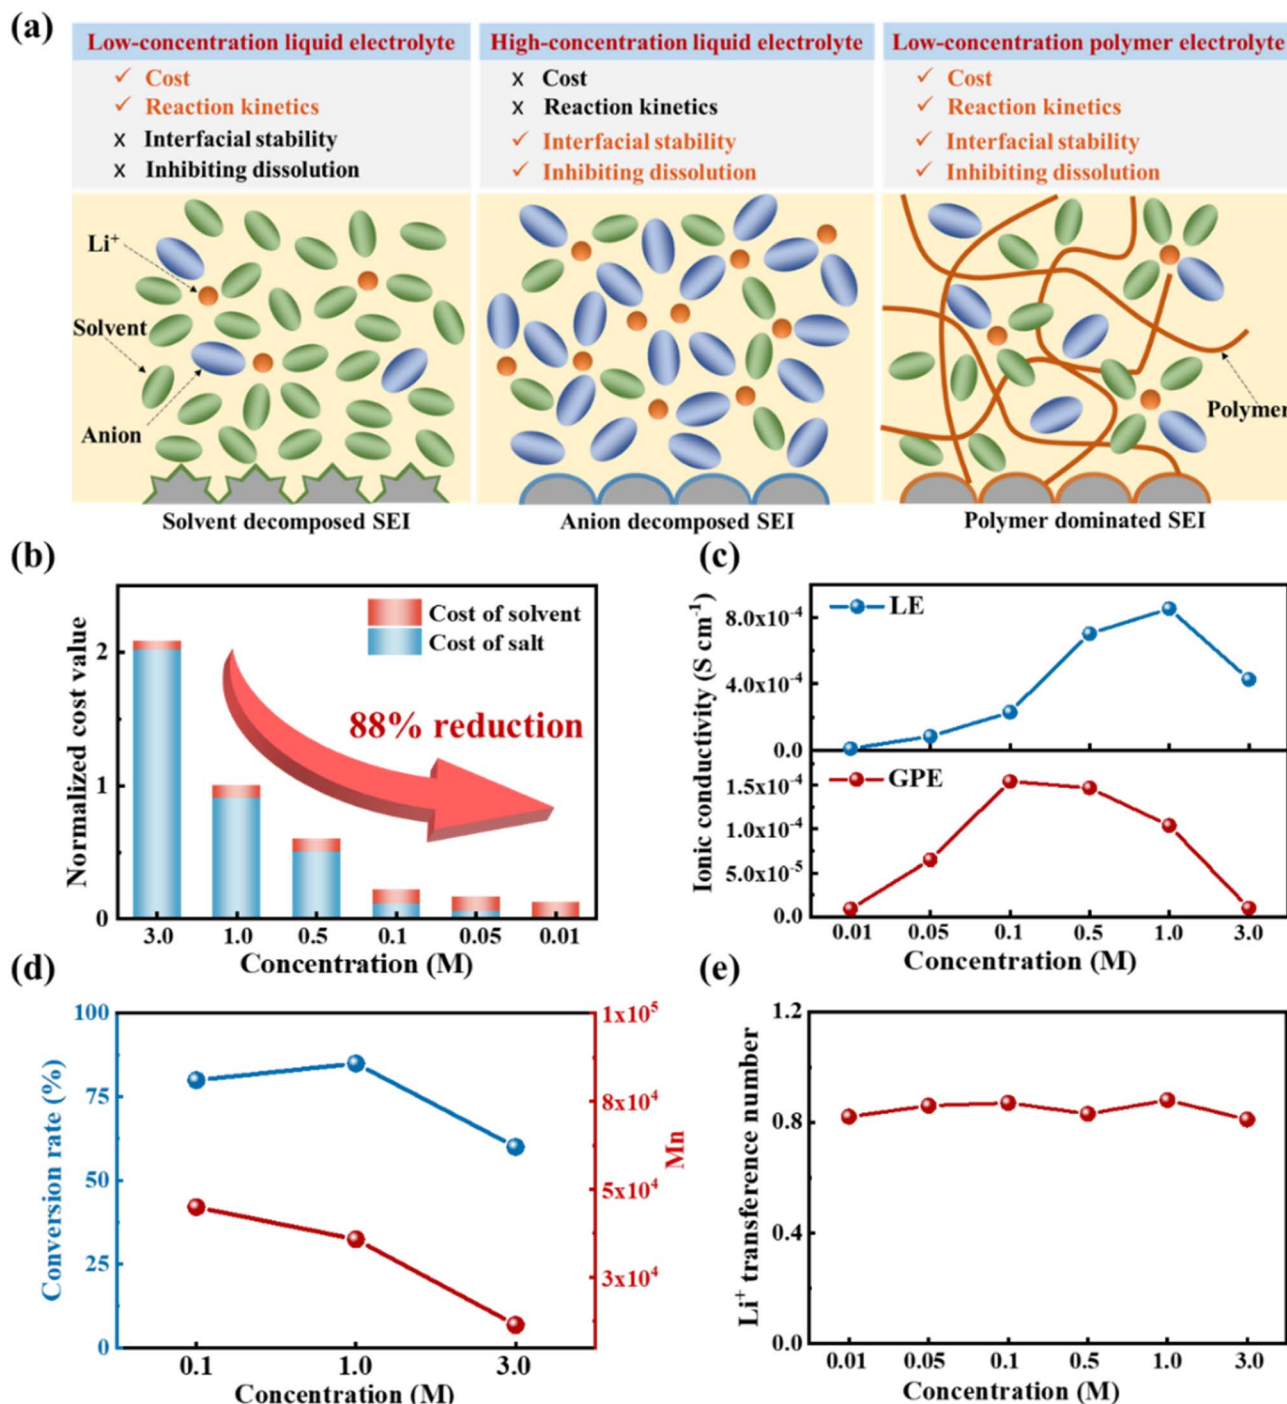 (a)
Low-concentration liquid electrolyte
✓ Cost
✓ Reaction kinetics
x Interfacial stability
x Inhibiting dissolution
High-concentration liquid electrolyte
x Cost
x Reaction kinetics
✓ Interfacial stability
✓ Inhibiting dissolution
Low-concentration polymer electrolyte
✓ Cost
✓ Reaction kinetics
✓ Interfacial stability
✓ Inhibiting dissolution
Li⁺
Solvent
Anion
Polymer
Solvent decomposed SEI
Anion decomposed SEI
Polymer dominated SEI
(b)
Normalized cost value
2
1
0
Cost of solvent
Cost of salt
88% reduction
3.0 1.0 0.5 0.1 0.05 0.01
Concentration (M)
(c)
Ionic conductivity (S cm⁻¹)
LE
8.0x10⁻⁴
4.0x10⁻⁴
0.0
GPE
1.5x10⁻⁴
1.0x10⁻⁴
5.0x10⁻⁵
0.0
0.01 0.05 0.1 0.5 1.0 3.0
Concentration (M)
(d)
Conversion rate (%)
100
75
50
25
0
1x10⁵
8x10⁴
5x10⁴
3x10⁴
Mn
0.1 1.0 3.0
Concentration (M)
(e)
Li⁺ transference number
1.2
0.8
0.4
0.0
0.01 0.05 0.1 0.5 1.0 3.0
Concentration (M)